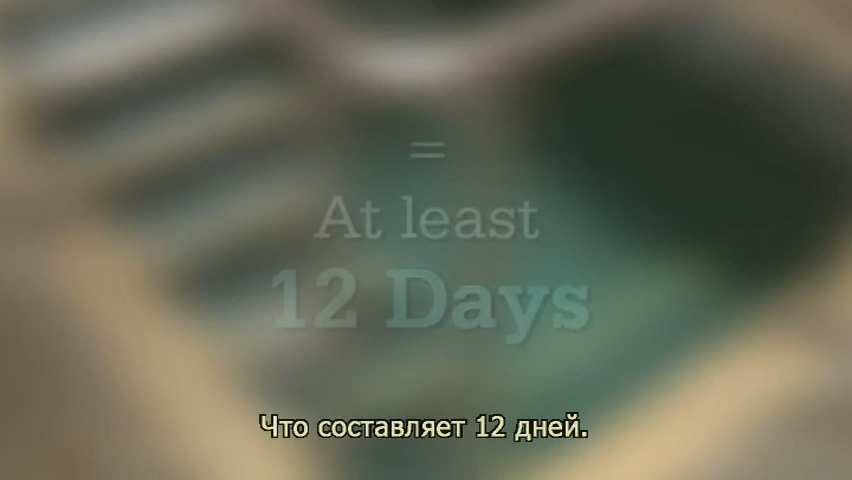 =
At least
12 Days
Что составляет 12 дней.